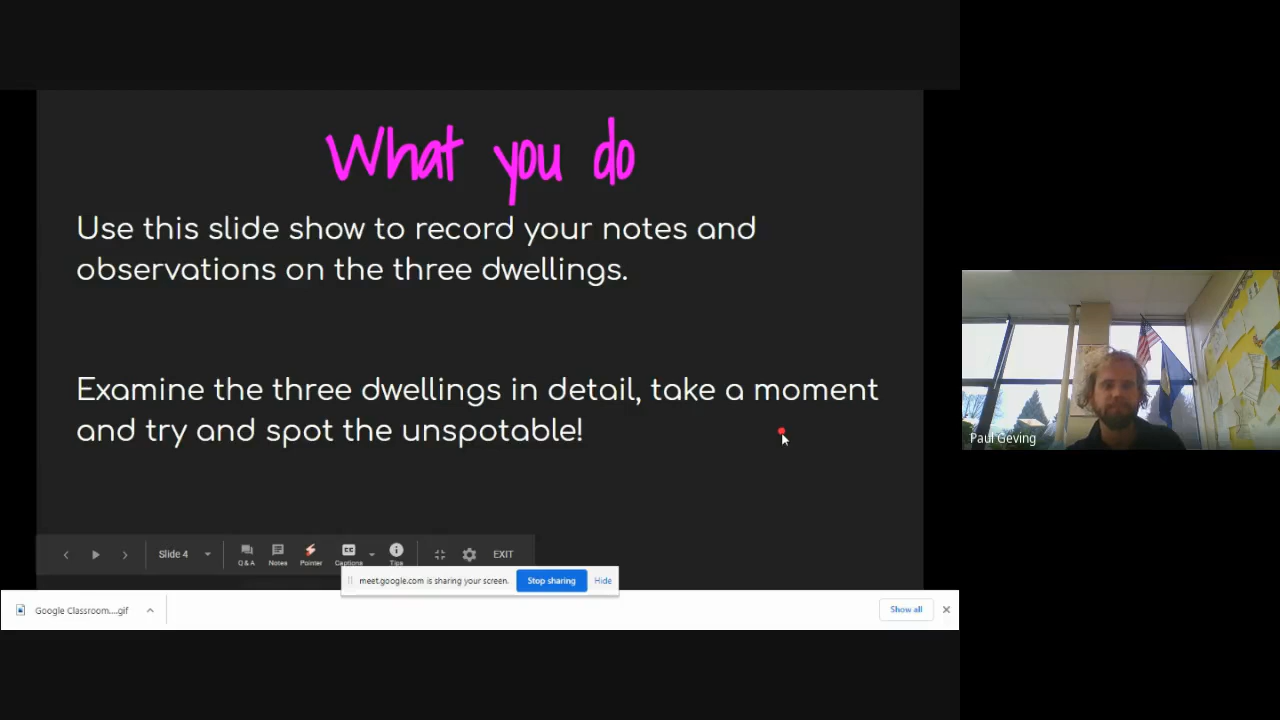 What you do
Use this slide show to record your notes and
observations on the three dwellings.
Examine the three dwellings in detail, take a moment
and try and spot the unspotable!
Paul Geving
Slide 4
Q & A
Notes
Pointer
Captions
Tips
EXIT
meet.google.com is sharing your screen.
Stop sharing
Hide
Google Classroom....gif
Show all